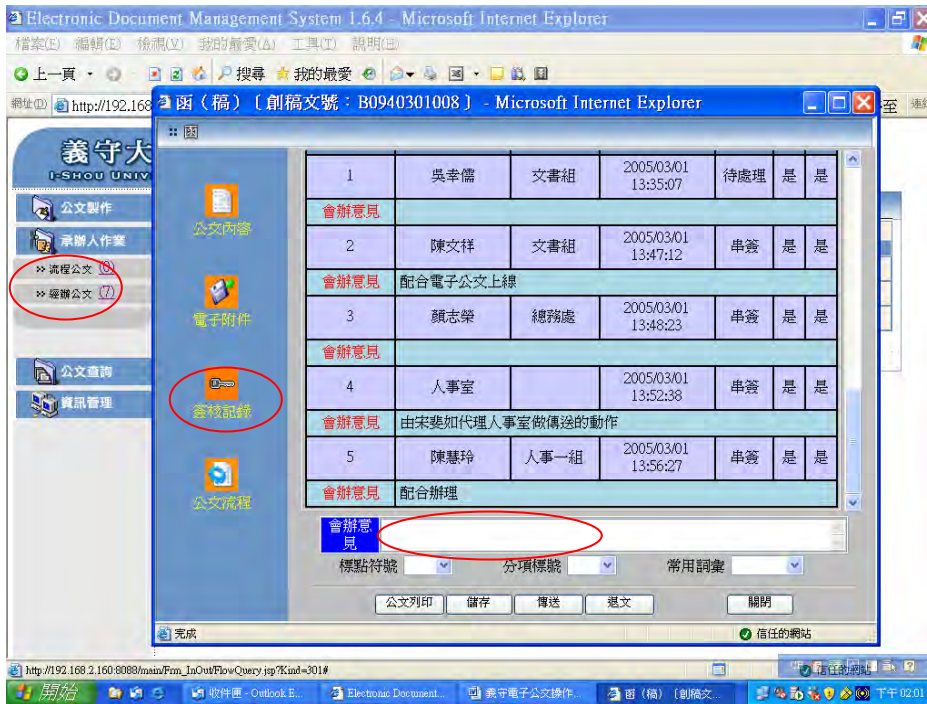 Electronic Document Management System 1.6.4 - Microsoft Internet Explorer
檔案(F) 編輯(E) 檢視(V) 我的最愛(A) 工具(T) 說明(H)
上一頁 搜尋 我的最愛
網址(D) http://192.168
至 連結
函（稿）〔創稿文號：B0940301008〕 - Microsoft Internet Explorer
義守大
I-SHOU UNIV
公文製作
承辦人作業
>> 流程公文 (0)
>> 經辦公文 (7)
公文查詢
資訊管理
公文內容
電子附件
簽核記錄
公文流程
1 吳幸儒 文書組 2005/03/01 13:35:07 待處理 是 是
會辦意見
2 陳文祥 文書組 2005/03/01 13:47:12 串簽 是 是
會辦意見 配合電子公文上線
3 顏志榮 總務處 2005/03/01 13:48:23 串簽 是 是
會辦意見
4 人事室 2005/03/01 13:52:38 串簽 是 是
會辦意見 由宋斐如代理人事室做傳送的動作
5 陳慧玲 人事一組 2005/03/01 13:56:27 串簽 是 是
會辦意見 配合辦理
會辦意見
標點符號 分項標號 常用詞彙
公文列印 儲存 傳送 退文 關閉
完成 信任的網站
http://192.168.2.160:8088/main/Frm_InOut/FlowQuery.jsp?Kind=301# 信任的網站
開始 收件匣 - Outlook E... Electronic Document... 義守電子公文操作... 函（稿）〔創稿文... 下午 02:01